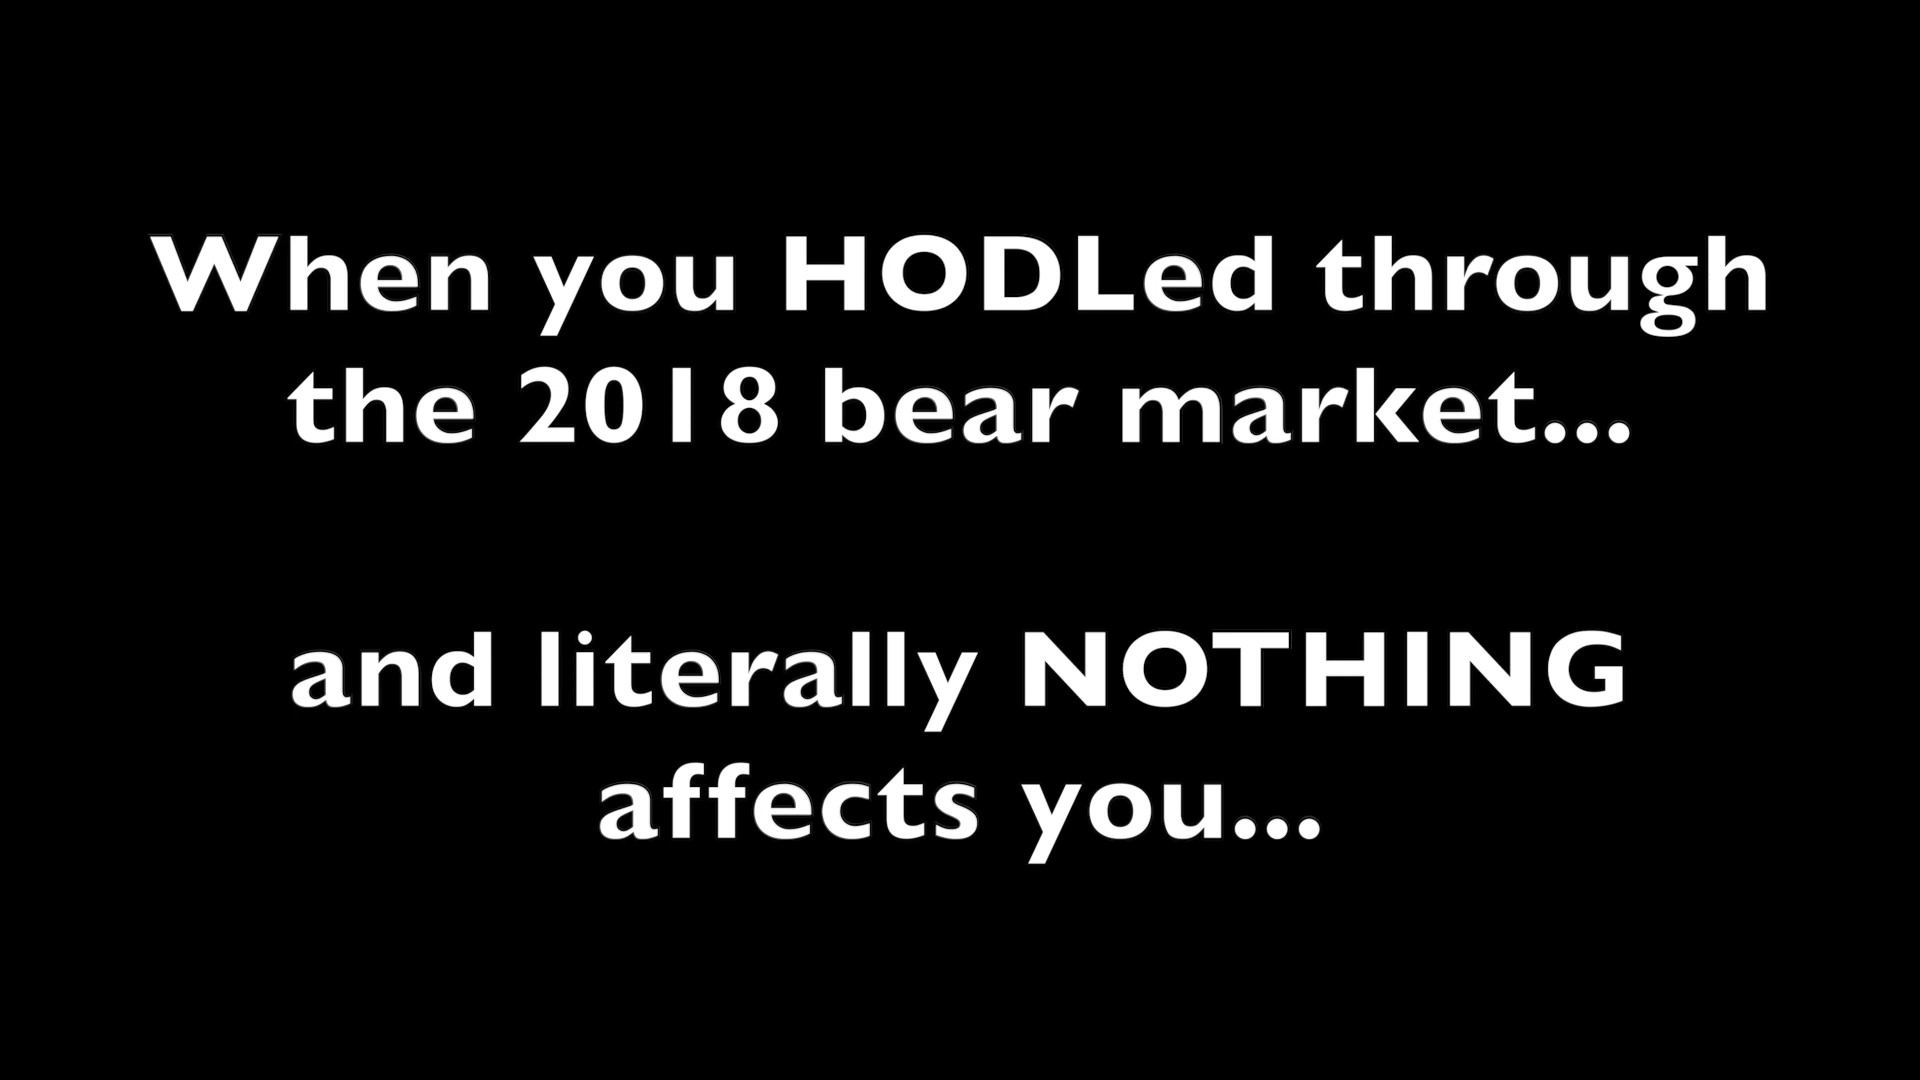 When you HODLed through
the 2018 bear market...
and literally NOTHING
affects you...